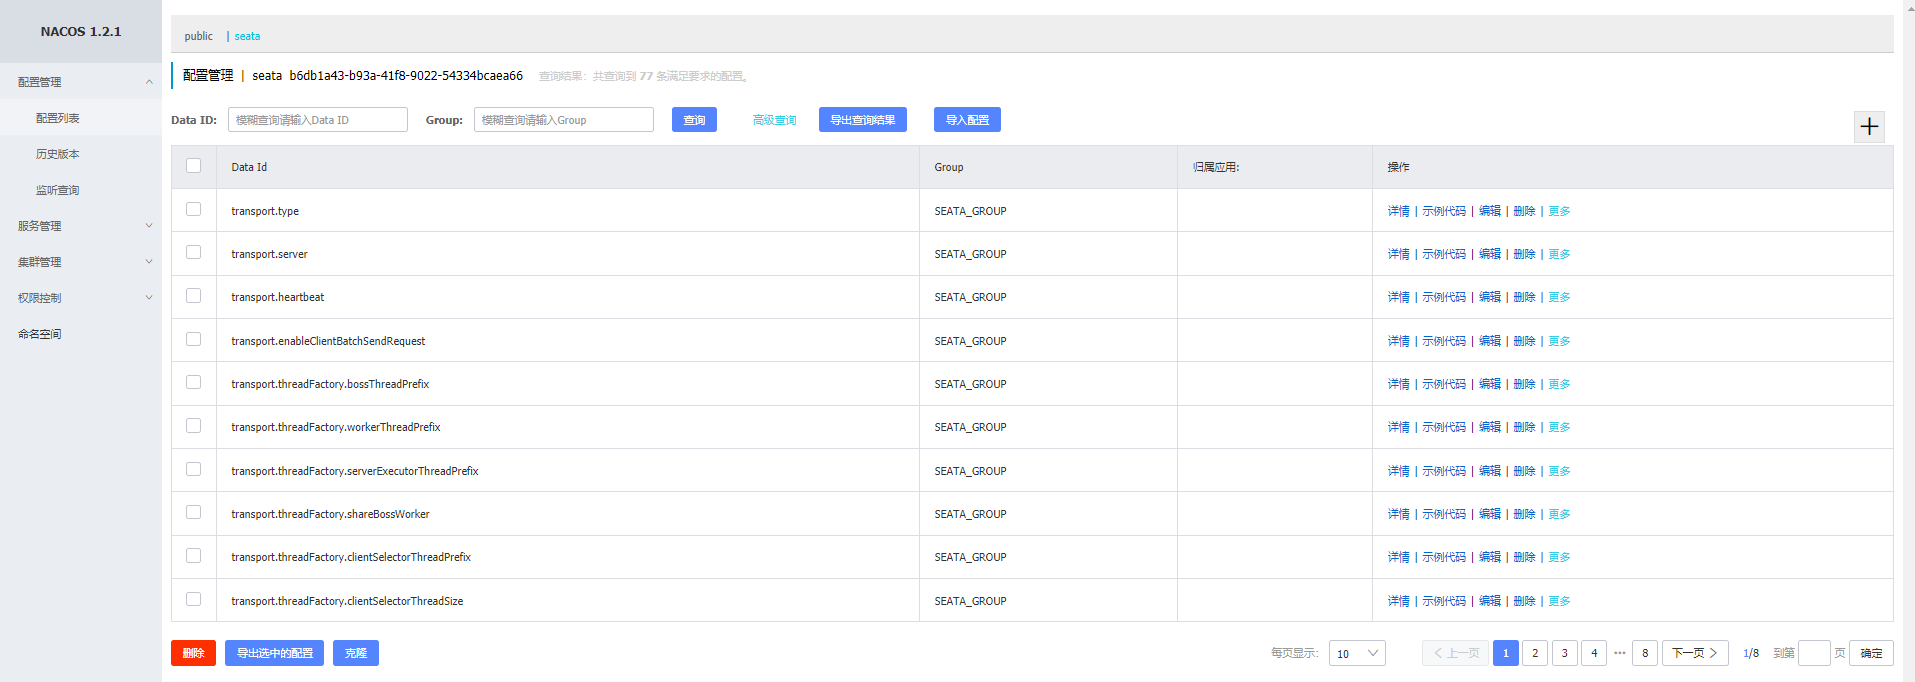 NACOS 1.2.1
配置管理
配置列表
历史版本
监听查询
服务管理
集群管理
权限控制
命名空间
public | seata
配置管理 | seata b6db1a43-b93a-41f8-9022-54334bcaea66 查询结果：共查询到 77 条满足要求的配置。
Data ID: 模糊查询请输入Data ID Group: 模糊查询请输入Group 查询 高级查询 导出查询结果 导入配置
Data Id Group 归属应用: 操作
transport.type SEATA_GROUP 详情 | 示例代码 | 编辑 | 删除 | 更多
transport.server SEATA_GROUP 详情 | 示例代码 | 编辑 | 删除 | 更多
transport.heartbeat SEATA_GROUP 详情 | 示例代码 | 编辑 | 删除 | 更多
transport.enableClientBatchSendRequest SEATA_GROUP 详情 | 示例代码 | 编辑 | 删除 | 更多
transport.threadFactory.bossThreadPrefix SEATA_GROUP 详情 | 示例代码 | 编辑 | 删除 | 更多
transport.threadFactory.workerThreadPrefix SEATA_GROUP 详情 | 示例代码 | 编辑 | 删除 | 更多
transport.threadFactory.serverExecutorThreadPrefix SEATA_GROUP 详情 | 示例代码 | 编辑 | 删除 | 更多
transport.threadFactory.shareBossWorker SEATA_GROUP 详情 | 示例代码 | 编辑 | 删除 | 更多
transport.threadFactory.clientSelectorThreadPrefix SEATA_GROUP 详情 | 示例代码 | 编辑 | 删除 | 更多
transport.threadFactory.clientSelectorThreadSize SEATA_GROUP 详情 | 示例代码 | 编辑 | 删除 | 更多
删除 导出选中的配置 克隆 每页显示: 10 < 上一页 1 2 3 4 ••• 8 下一页 > 1/8 到第 页 确定